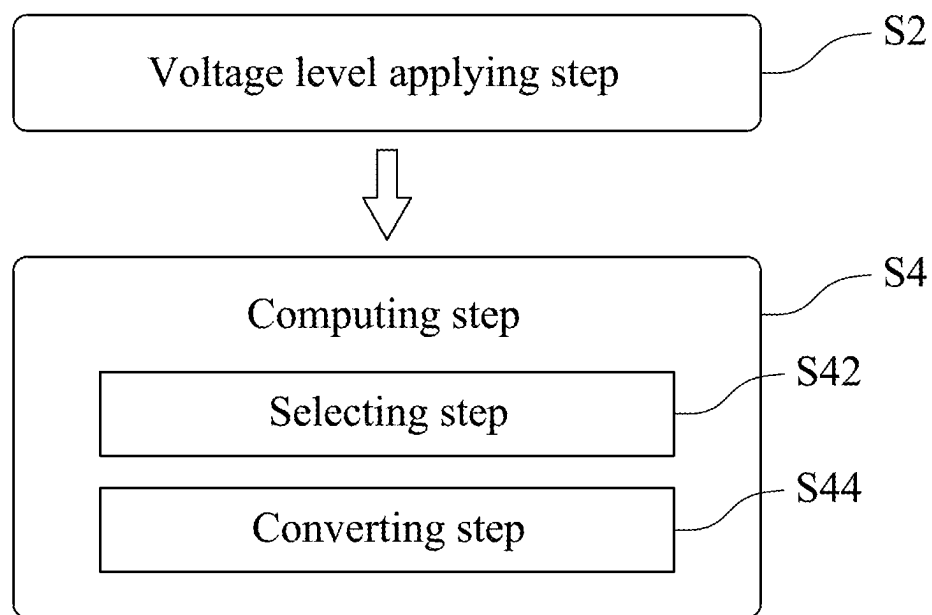 S2
Voltage level applying step
S4
Computing step
S42
Selecting step
S44
Converting step